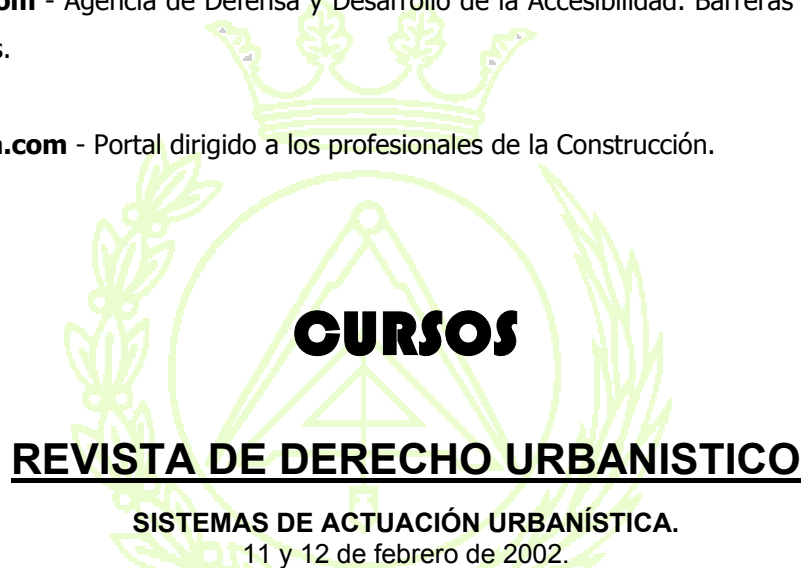 om - Agencia de Defensa y Desarrollo de la Accesibilidad. Barreras
s.
.com - Portal dirigido a los profesionales de la Construcción.
CURSOS
REVISTA DE DERECHO URBANISTICO
SISTEMAS DE ACTUACIÓN URBANÍSTICA.
11 y 12 de febrero de 2002.